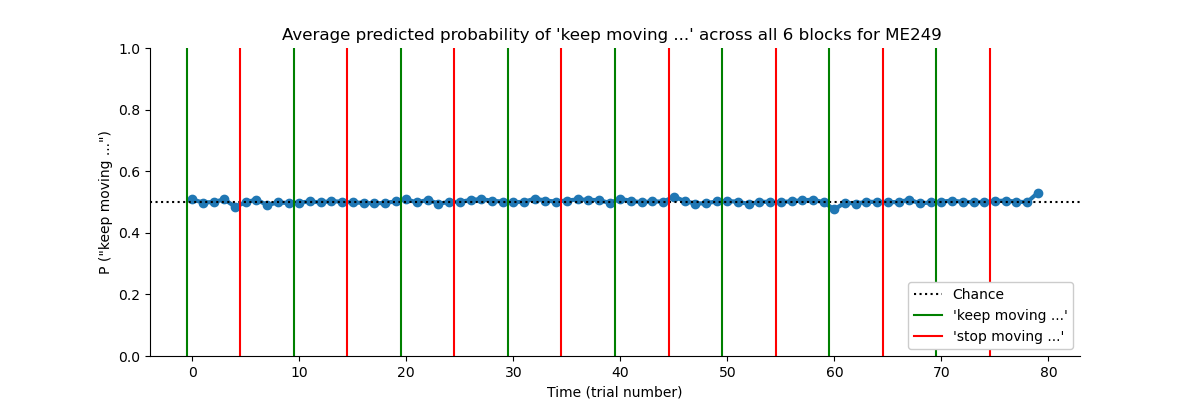 Average predicted probability of 'keep moving ...' across all 6 blocks for ME249
1.0
0.8
0.6
0.4
0.2
0.0
P ("keep moving ...")
Chance
'keep moving ...'
'stop moving ...'
0 10 20 30 40 50 60 70 80
Time (trial number)